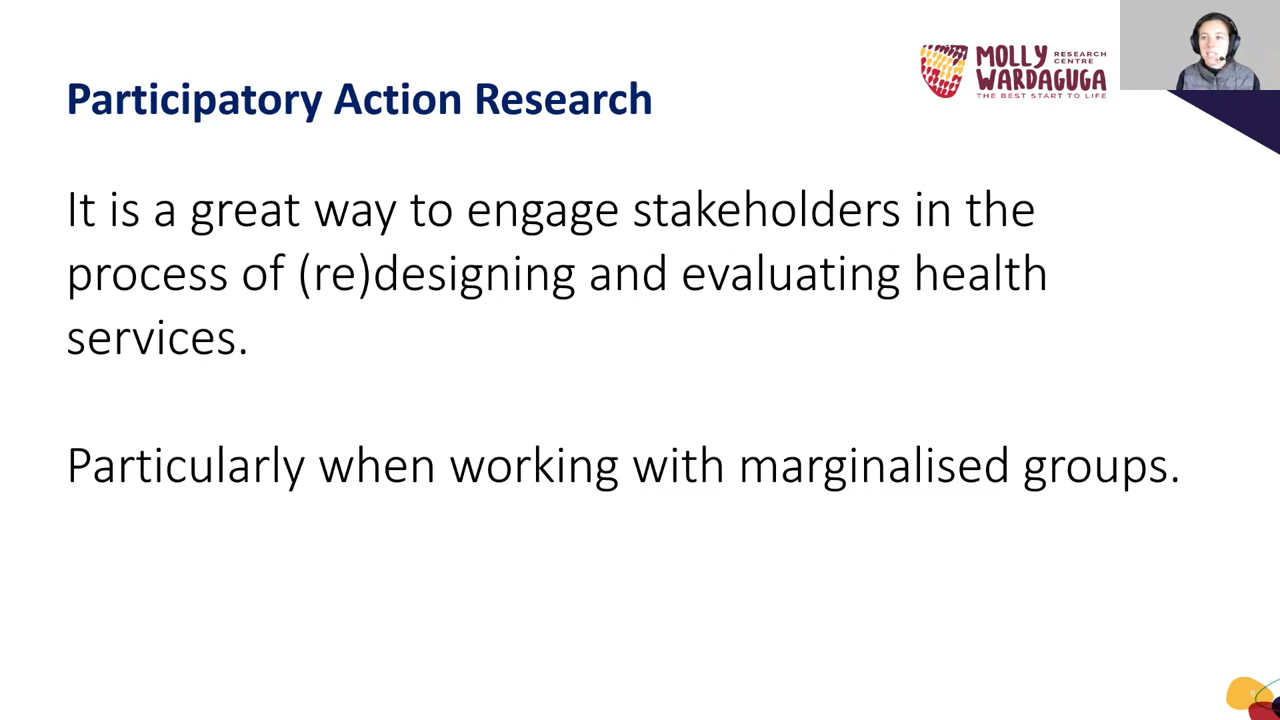 Participatory Action Research
MOLLY
WARDAGUGA
RESEARCH
CENTRE
THE BEST START TO LIFE
It is a great way to engage stakeholders in the
process of (re)designing and evaluating health
services.
Particularly when working with marginalised groups.